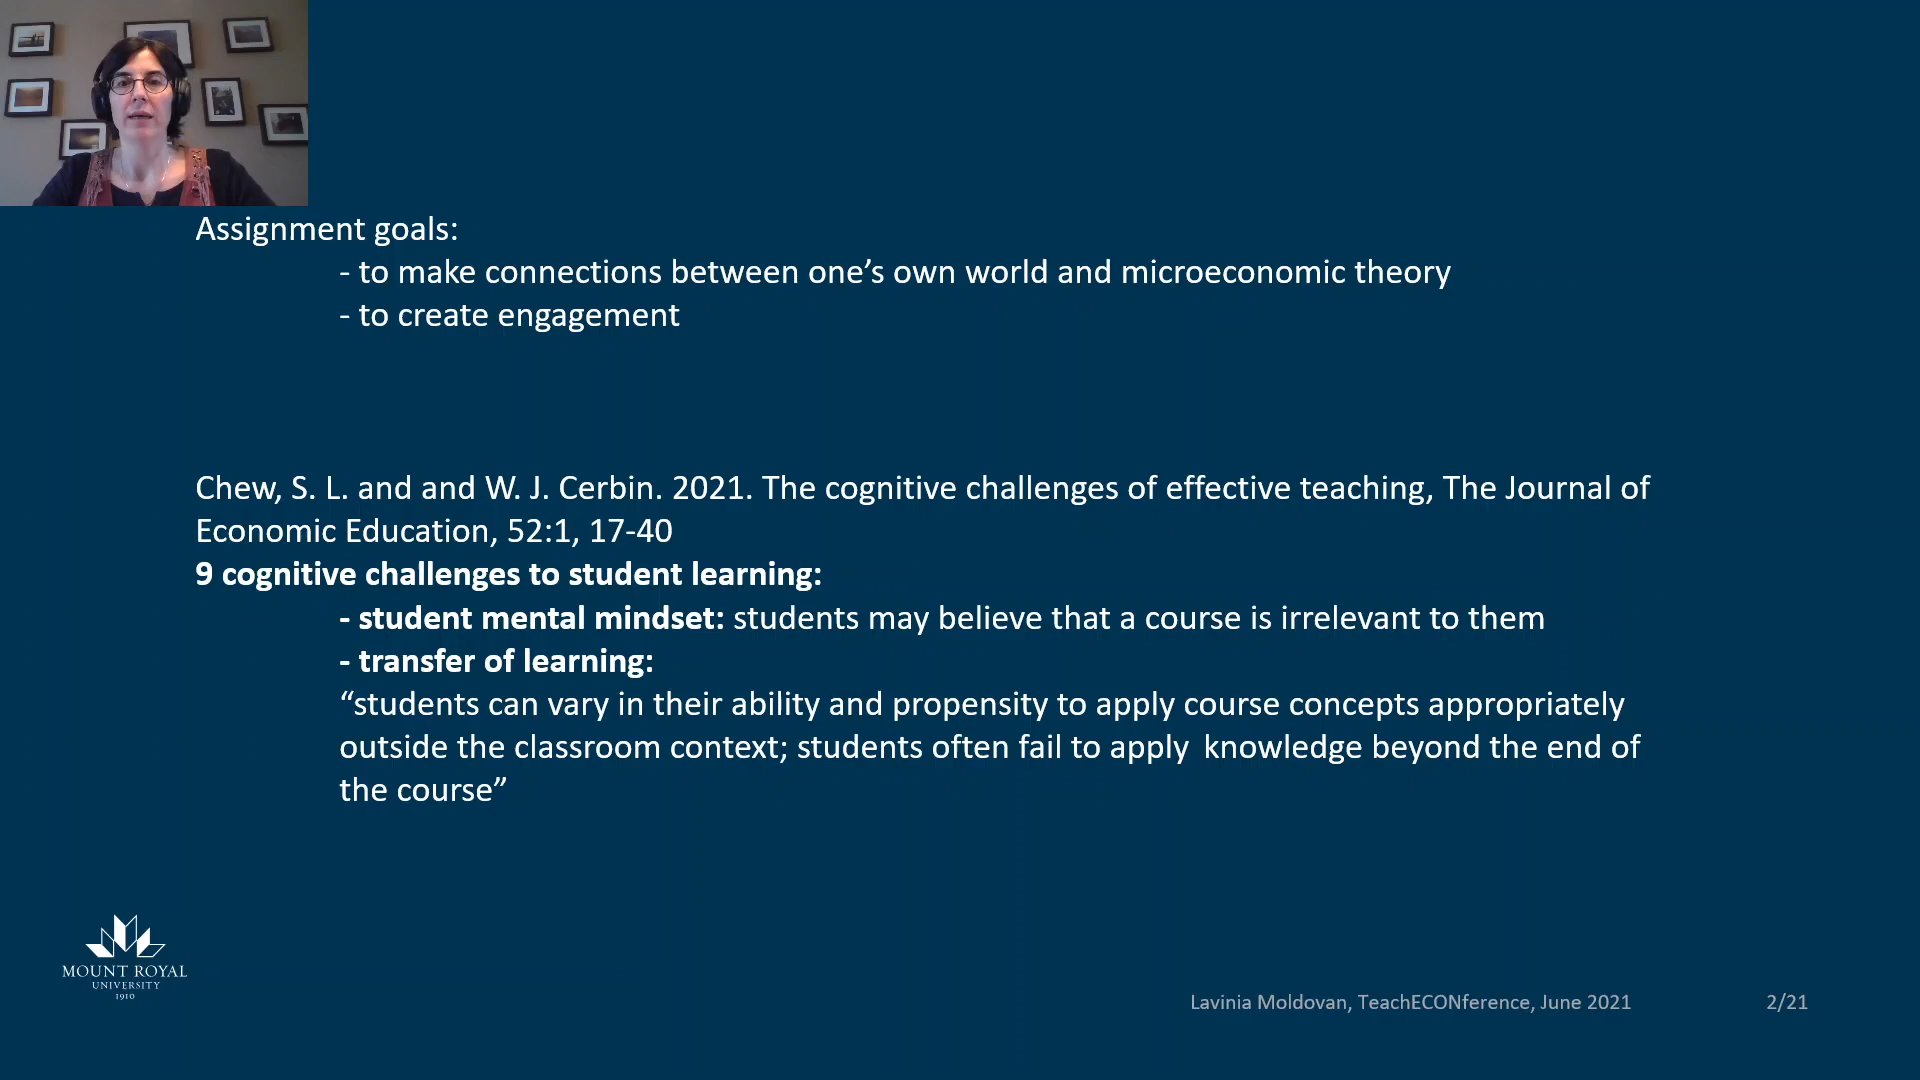 Assignment goals:
- to make connections between one’s own world and microeconomic theory
- to create engagement
Chew, S. L. and and W. J. Cerbin. 2021. The cognitive challenges of effective teaching, The Journal of
Economic Education, 52:1, 17-40
9 cognitive challenges to student learning:
- student mental mindset: students may believe that a course is irrelevant to them
- transfer of learning:
“students can vary in their ability and propensity to apply course concepts appropriately
outside the classroom context; students often fail to apply knowledge beyond the end of
the course”
MOUNT ROYAL
UNIVERSITY
1910
Lavinia Moldovan, TeachECONference, June 2021
2/21